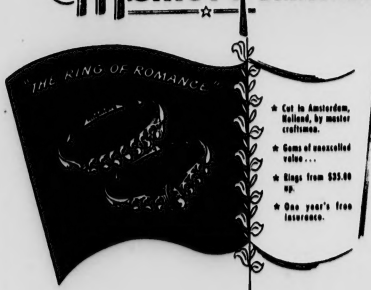 "THE RING OF ROMANCE"
★ Cut in Amsterdam,
Holland, by master
craftsmen.
★ Gems of unexcelled
value ...
★ Rings from $35.00
up.
★ One year's free
insurance.